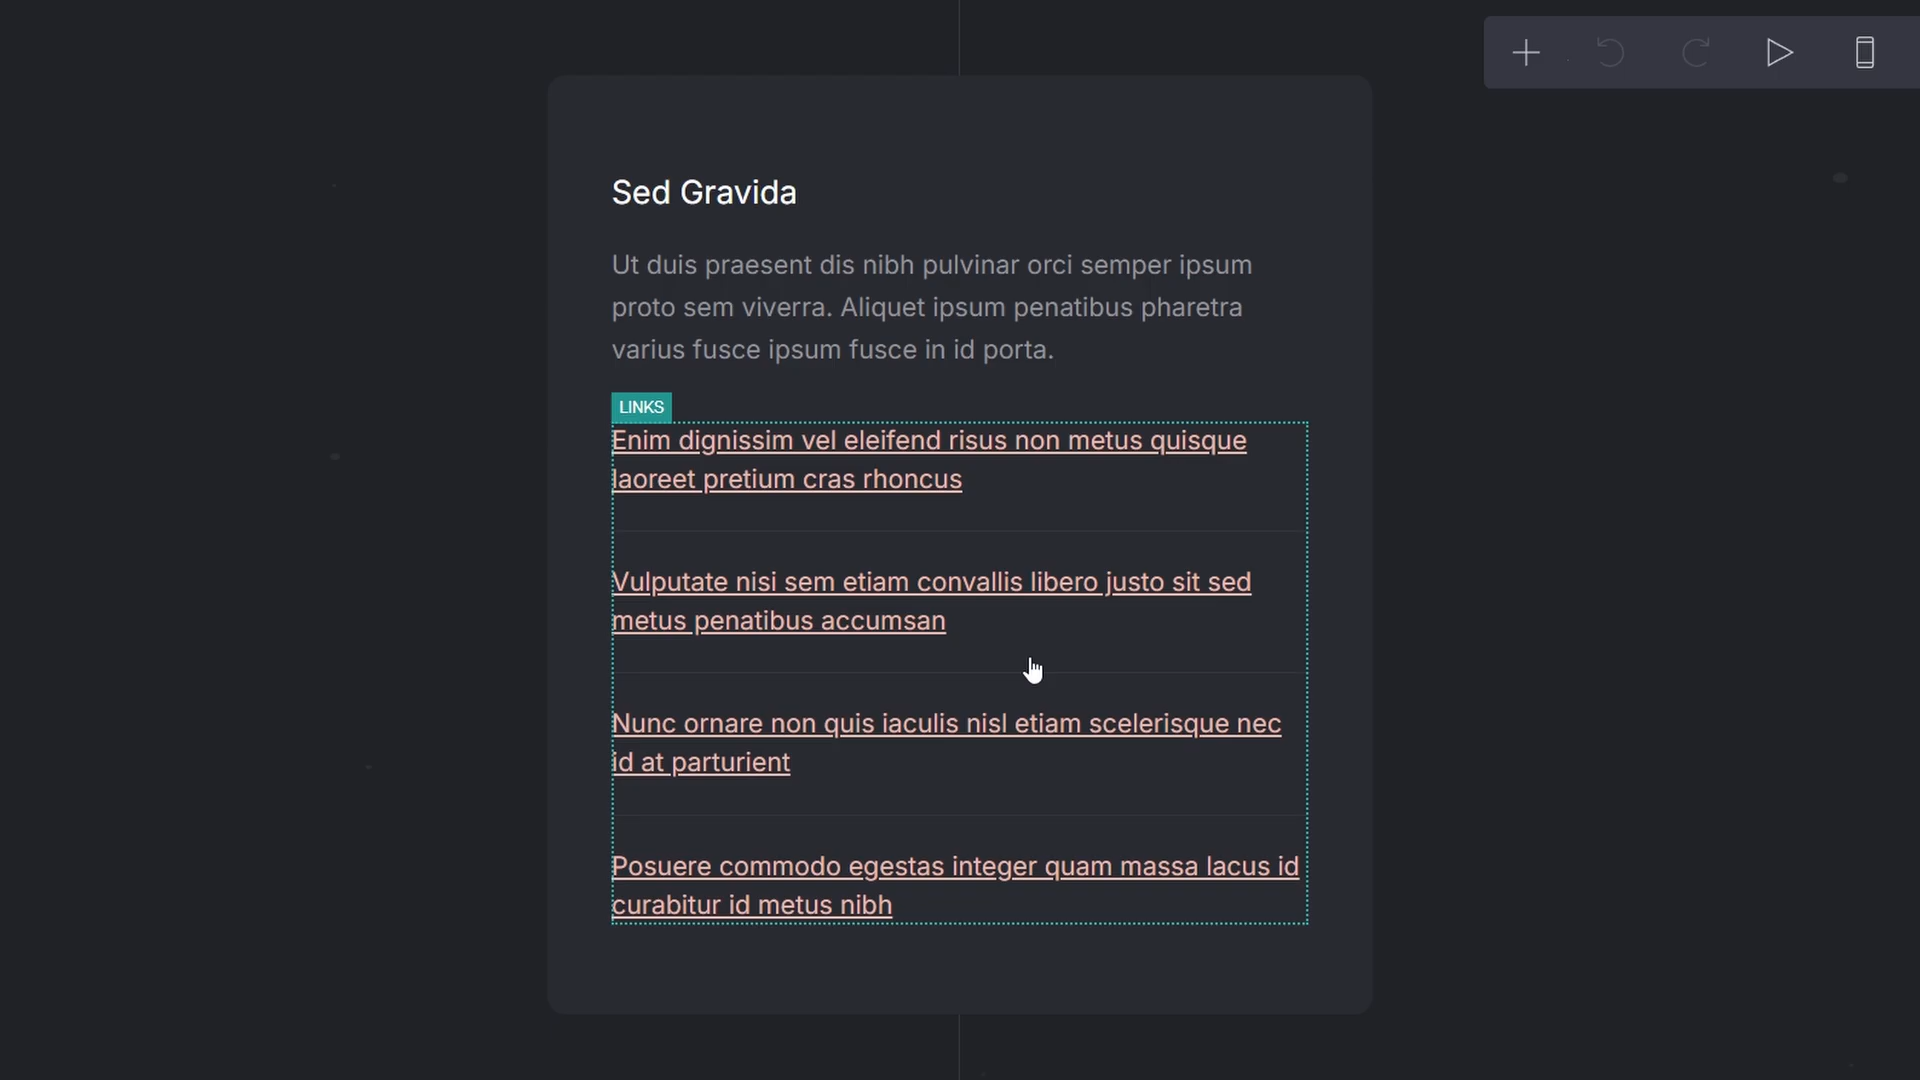 Sed Gravida
Ut duis praesent dis nibh pulvinar orci semper ipsum
proto sem viverra. Aliquet ipsum penatibus pharetra
varius fusce ipsum fusce in id porta.
LINKS
Enim dignissim vel eleifend risus non metus quisque
laoreet pretium cras rhoncus
Vulputate nisi sem etiam convallis libero justo sit sed
metus penatibus accumsan
Nunc ornare non quis iaculis nisl etiam scelerisque nec
id at parturient
Posuere commodo egestas integer quam massa lacus id
curabitur id metus nibh